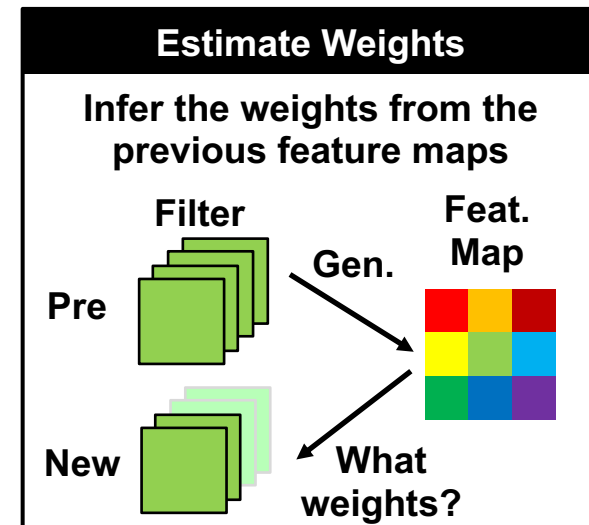 Estimate Weights
Infer the weights from the
previous feature maps
Filter
Feat.
Map
Gen.
Pre
New
What
weights?